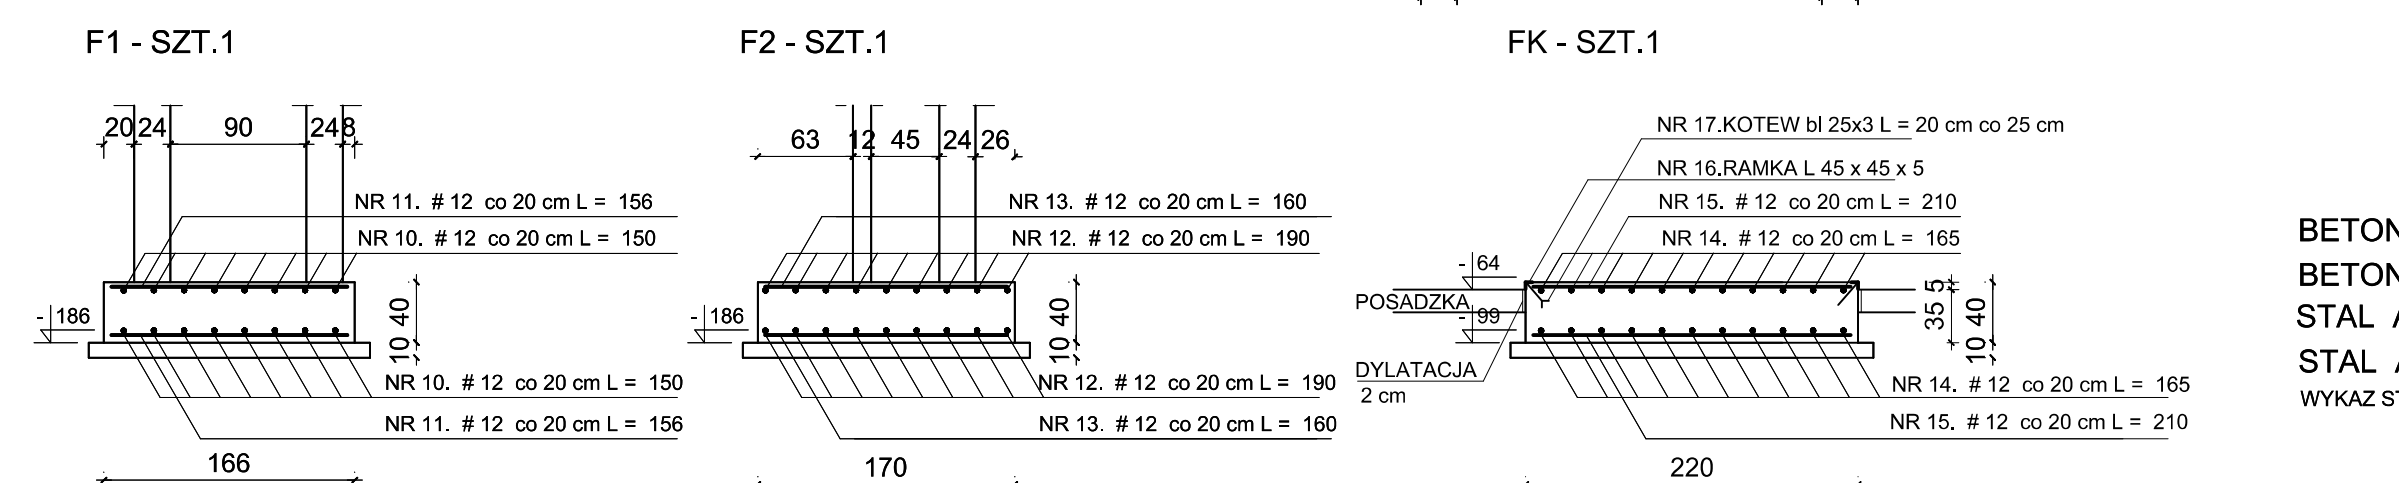 F1 - SZT.1
20 24 90 24 8
NR 11. # 12 co 20 cm L = 156
NR 10. # 12 co 20 cm L = 150
- 186
10 40
NR 10. # 12 co 20 cm L = 150
NR 11. # 12 co 20 cm L = 156
166
F2 - SZT.1
63 12 45 24 26
NR 13. # 12 co 20 cm L = 160
NR 12. # 12 co 20 cm L = 190
- 186
10 40
NR 12. # 12 co 20 cm L = 190
NR 13. # 12 co 20 cm L = 160
170
FK - SZT.1
NR 17.KOTEW bl 25x3 L = 20 cm co 25 cm
NR 16.RAMKA L 45 x 45 x 5
NR 15. # 12 co 20 cm L = 210
NR 14. # 12 co 20 cm L = 165
- 64
POSADZKA
- 99
DYLATACJA
2 cm
35 5
10 40
NR 14. # 12 co 20 cm L = 165
NR 15. # 12 co 20 cm L = 210
220
BETON
BETON
STAL
STAL
WYKAZ